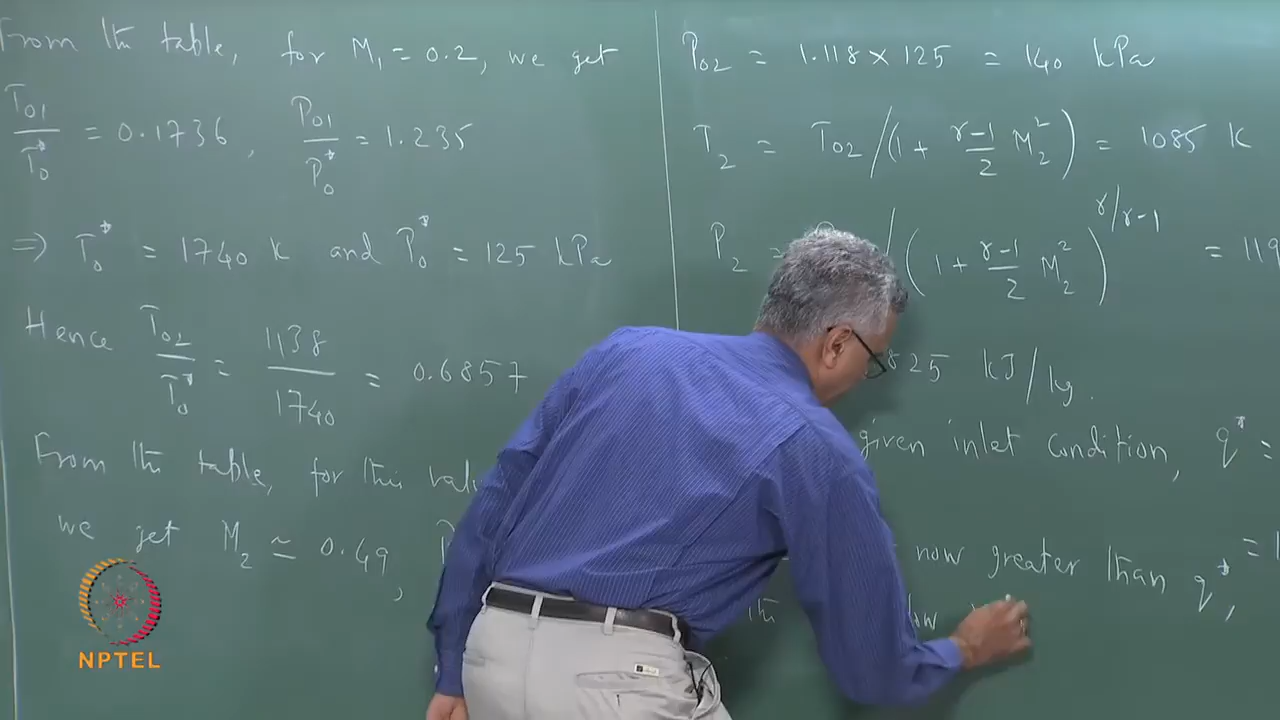 From the table, for M₁ = 0.2, we get
T₀₁/T₀* = 0.1736, P₀₁/P₀* = 1.235
⇒ T₀* = 1740 K and P₀* = 125 kPa
Hence T₀₂/T₀* = 1138/1740 = 0.6857
From the table, for this
we get M₂ ≃ 0.49,
P₀₂ = 1.118 × 125 = 140 kPa
T₂ = T₀₂/(1 + (γ-1)/2 M₂²) = 1085 K
P₂ = /(1 + (γ-1)/2 M₂²)^(γ/γ-1) = 119
825 kJ/kg.
given inlet condition, q* =
now greater than q*, =
the
NPTEL